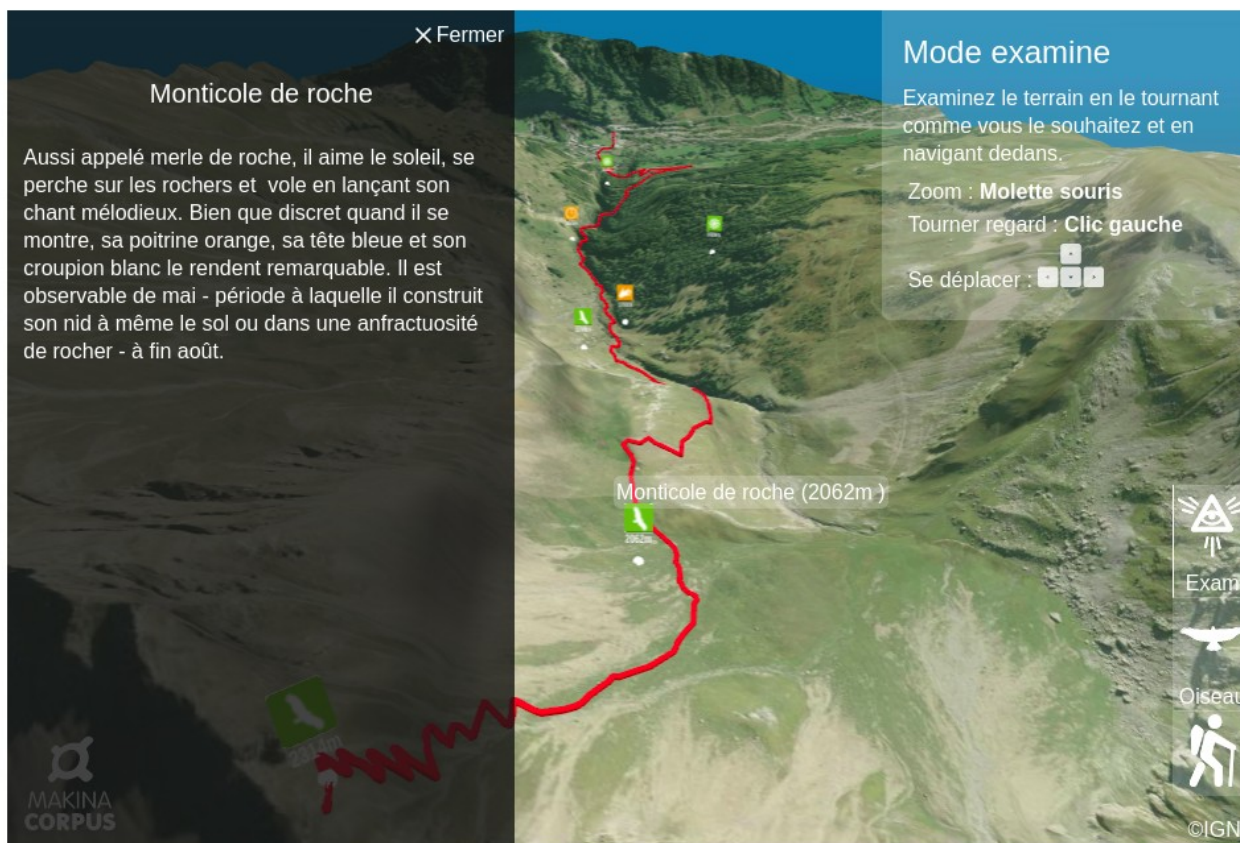 Fermer
Monticole de roche
Aussi appelé merle de roche, il aime le soleil, se
perche sur les rochers et  vole en lançant son
chant mélodieux. Bien que discret quand il se
montre, sa poitrine orange, sa tête bleue et son
croupion blanc le rendent remarquable. Il est
observable de mai - période à laquelle il construit
son nid à même le sol ou dans une anfractuosité
de rocher - à fin août.
Mode examine
Examinez le terrain en le tournant
comme vous le souhaitez et en
navigant dedans.
Zoom : Molette souris
Tourner regard : Clic gauche
Se déplacer :
Monticole de roche (2062m )
2062m
Exam
Oiseau
MAKINA
CORPUS
©IGN